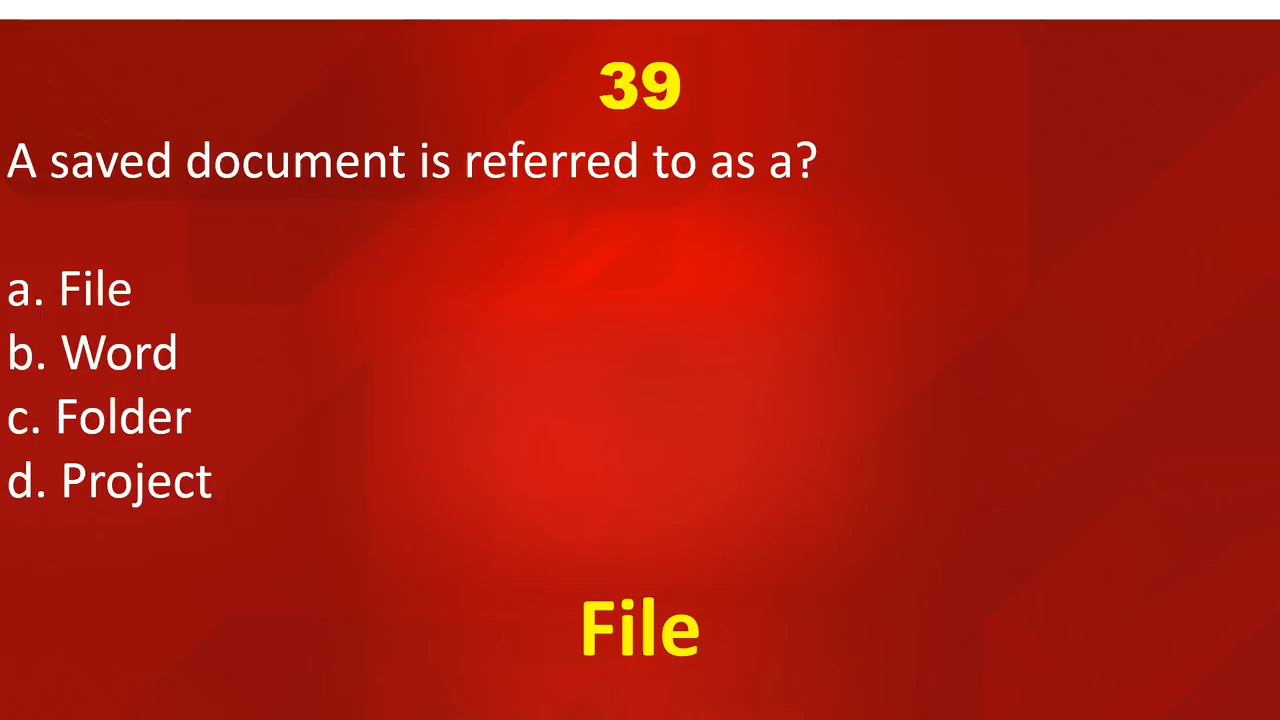 39
A saved document is referred to as a?
a. File
b. Word
c. Folder
d. Project
File